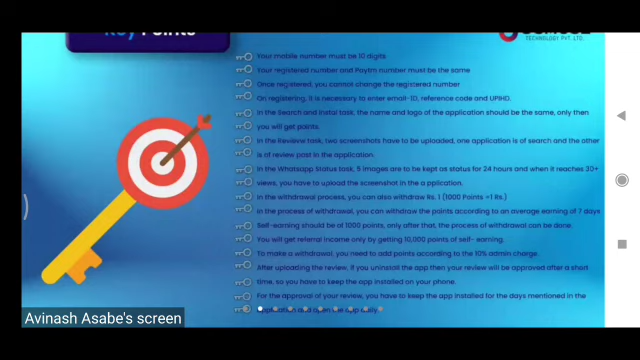 Key Points
TECHNOLOGY PVT. LTD.
Your mobile number must be 10 digits
Your registered number and Paytm number must be the same
Once registered, you cannot change the registered number
On registering, it is necessary to enter email-ID, reference code and UPIHD.
In the Search and Instal task, the name and logo of the application should be the same, only then
you will get points.
In the Review task, two screenshots have to be uploaded, one application is of search and the other
is of review post in the application.
In the Whatsapp Status task, 5 images are to be kept as status for 24 hours and when it reaches 30+
views, you have to upload the screenshot in the a pplication.
In the withdrawal process, you can also withdraw Rs. 1 (1000 Points =1 Rs.)
In the process of withdrawal, you can withdraw the points according to an average earning of 7 days
Self-earning should be of 1000 points, only after that, the process of withdrawal can be done.
You will get referral income only by getting 10,000 points of self- earning.
To make a withdrawal, you need to add points according to the 10% admin charge.
After uploading the review, if you uninstall the app then your review will be approved after a short
time, so you have to keep the app installed on your phone.
For the approval of your review, you have to keep the app installed for the days mentioned in the
application and open the app daily.
Avinash Asabe's screen